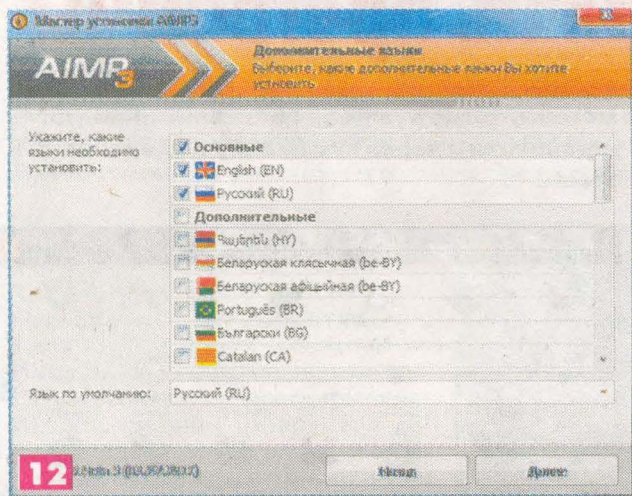 Мастер установки AIMP3
AIMP3
Дополнительные языки
Выберите, какие дополнительные языки Вы хотите
установить
Укажите, какие
языки необходимо
установить:
Основные
English (EN)
Русский (RU)
Дополнительные
Հայերեն (HY)
Беларуская клясычная (be-BY)
Беларуская афіцыйная (be-BY)
Português (BR)
Български (BG)
Catalan (CA)
Язык по умолчанию:
Русский (RU)
12
Назад
Далее